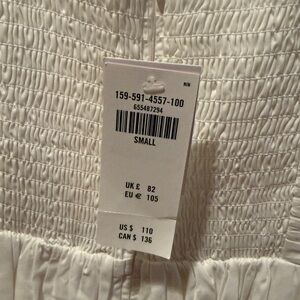 159-591-4557-100
655487294
SMALL
UK £ 82
EU € 105
US $ 110
CAN $ 136